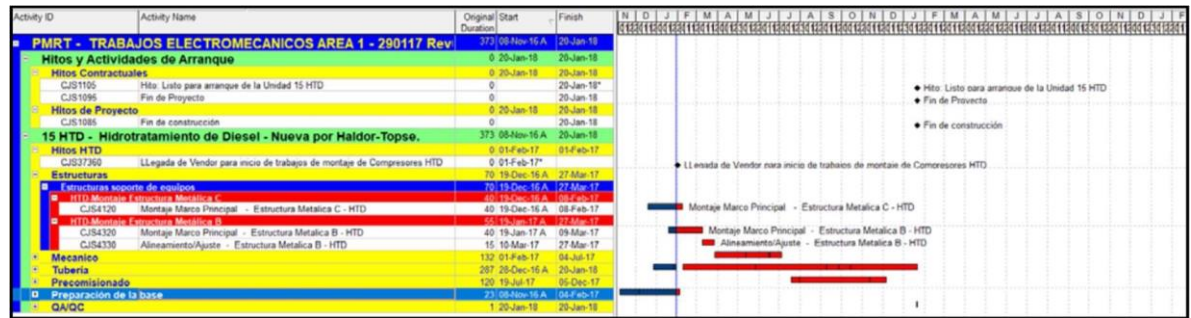 Activity ID Activity Name Original Duration Start Finish N D J F M A M J J A S O N D J F M A M J J A S O N D J F
PMRT - TRABAJOS ELECTROMECANICOS AREA 1 - 290117 Rev 373 08-Nov-16 A 20-Jan-18
Hitos y Actividades de Arranque 0 20-Jan-18 20-Jan-18
Hitos Contractuales 0 20-Jan-18 20-Jan-18
CJS1105 Hito: Listo para arranque de la Unidad 15 HTD 0 20-Jan-18* Hito: Listo para arranque de la Unidad 15 HTD
CJS1095 Fin de Proyecto 0 20-Jan-18 Fin de Proyecto
Hitos de Proyecto 0 20-Jan-18 20-Jan-18
CJS1085 Fin de construcción 0 20-Jan-18 Fin de construcción
15 HTD - Hidrotratamiento de Diesel - Nueva por Haldor-Topse. 373 08-Nov-16 A 20-Jan-18
Hitos HTD 0 01-Feb-17 01-Feb-17
CJS37360 LLegada de Vendor para inicio de trabajos de montaje de Compresores HTD 0 01-Feb-17* LLegada de Vendor para inicio de trabajos de montaje de Compresores HTD
Estructuras 70 19-Dec-16 A 27-Mar-17
Estructuras soporte de equipos 70 19-Dec-16 A 27-Mar-17
HTD-Montaje Estructura Metálica C 40 19-Dec-16 A 08-Feb-17
CJS4120 Montaje Marco Principal - Estructura Metalica C - HTD 40 19-Dec-16 A 08-Feb-17 Montaje Marco Principal - Estructura Metalica C - HTD
HTD-Montaje Estructura Metálica B 55 19-Jan-17 A 27-Mar-17
CJS4320 Montaje Marco Principal - Estructura Metalica B - HTD 40 19-Jan-17 A 09-Mar-17 Montaje Marco Principal - Estructura Metalica B - HTD
CJS4330 Alineamiento/Ajuste - Estructura Metalica B - HTD 15 10-Mar-17 27-Mar-17 Alineamiento/Ajuste - Estructura Metalica B - HTD
Mecanico 132 01-Feb-17 04-Jul-17
Tubería 287 28-Dec-16 A 20-Jan-18
Precomisionado 120 19-Jul-17 05-Dec-17
Preparación de la base 23 08-Nov-16 A 04-Feb-17
QA/QC 1 20-Jan-18 20-Jan-18